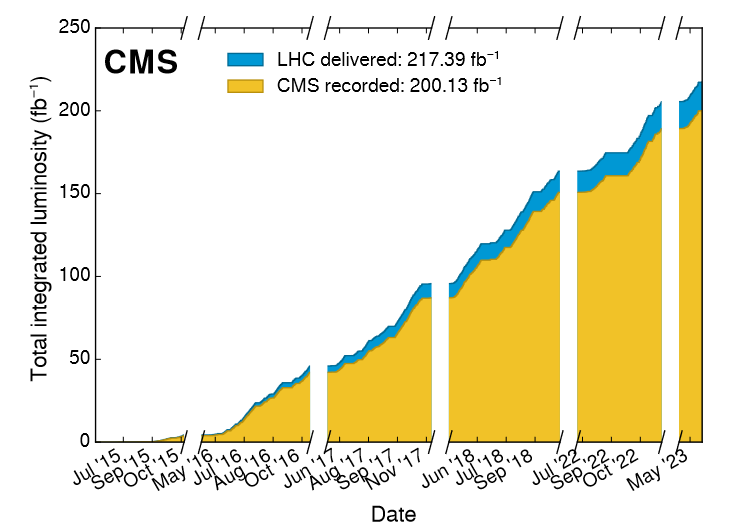 250
CMS
LHC delivered: 217.39 fb⁻¹
CMS recorded: 200.13 fb⁻¹
200
150
100
50
0
Total integrated luminosity (fb⁻¹)
Jul '15 Sep '15 Oct '15 May '16 Jul '16 Aug '16 Oct '16 Jun '17 Aug '17 Sep '17 Nov '17 Jun '18 Jul '18 Sep '18 Jul '22 Sep '22 Oct '22 May '23
Date